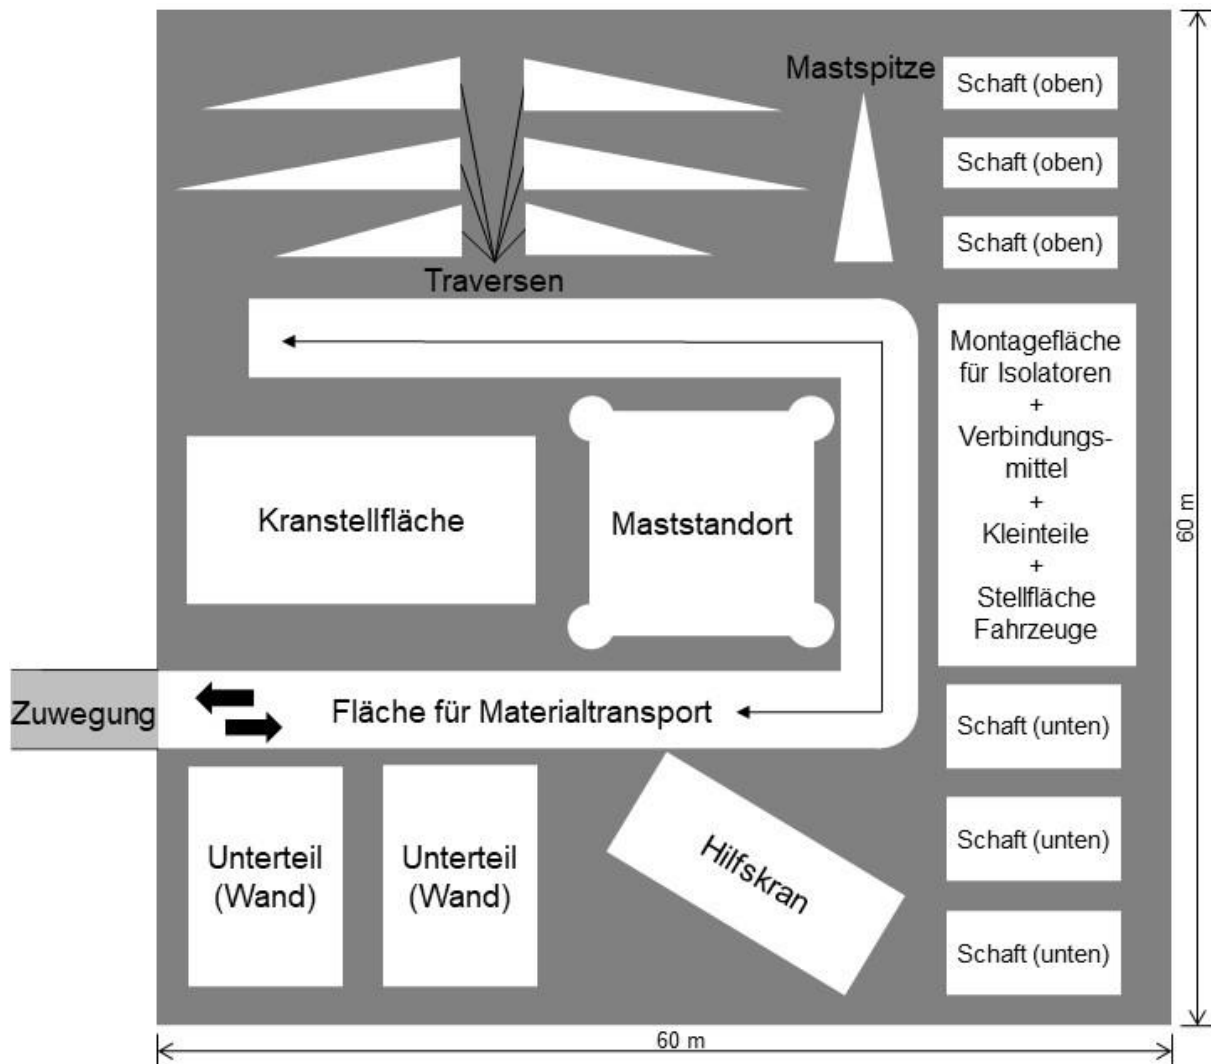 Mastspitze
Schaft (oben)
Schaft (oben)
Schaft (oben)
Traversen
Montagefläche
für Isolatoren
+
Verbindungs-
mittel
+
Kleinteile
+
Stellfläche
Fahrzeuge
Kranstellfläche
Maststandort
60 m
Zuwegung
Fläche für Materialtransport
Schaft (unten)
Schaft (unten)
Schaft (unten)
Unterteil
(Wand)
Unterteil
(Wand)
Hilfskran
60 m